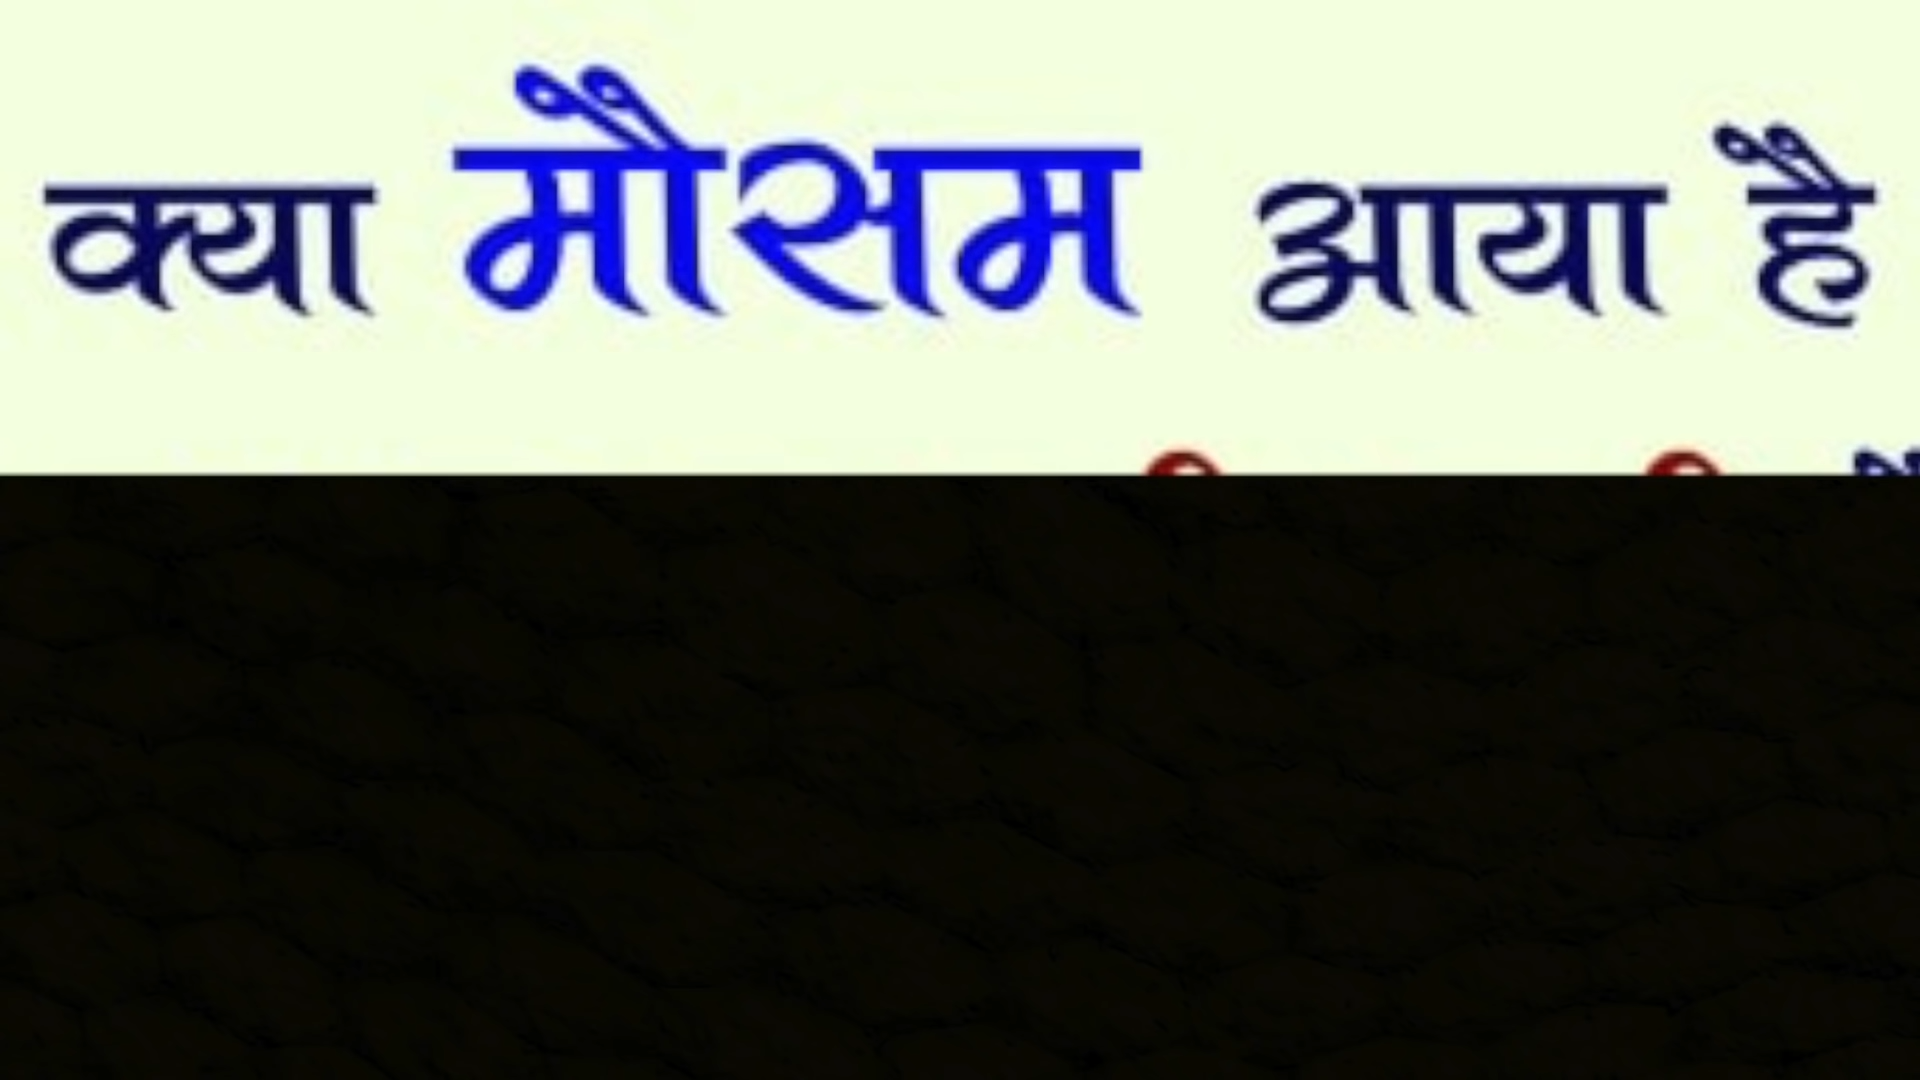 क्या मौसम आया है